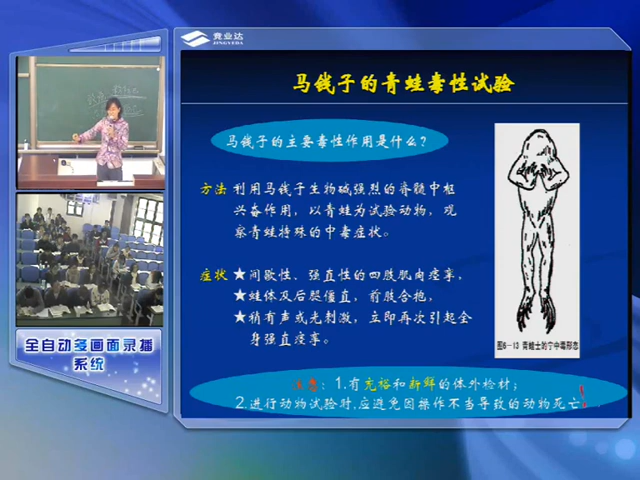 竞业达
JINGYEDA
马钱子的青蛙毒性试验
马钱子的主要毒性作用是什么?
方法 利用马钱子生物碱强烈的脊髓中枢
兴奋作用，以青蛙为试验动物，观
察青蛙特殊的中毒症状。
症状 ★间歇性、强直性的四肢肌肉痉挛，
★蛙体及后腿僵直，前肢合抱，
★稍有声或光刺激，立即再次引起全
身强直痉挛。
图6-13 青蛙士的宁中毒形态
注意：1.有充裕和新鲜的体外检材；
2.进行动物试验时,应避免因操作不当导致的动物死亡!
全自动多画面录播
系统